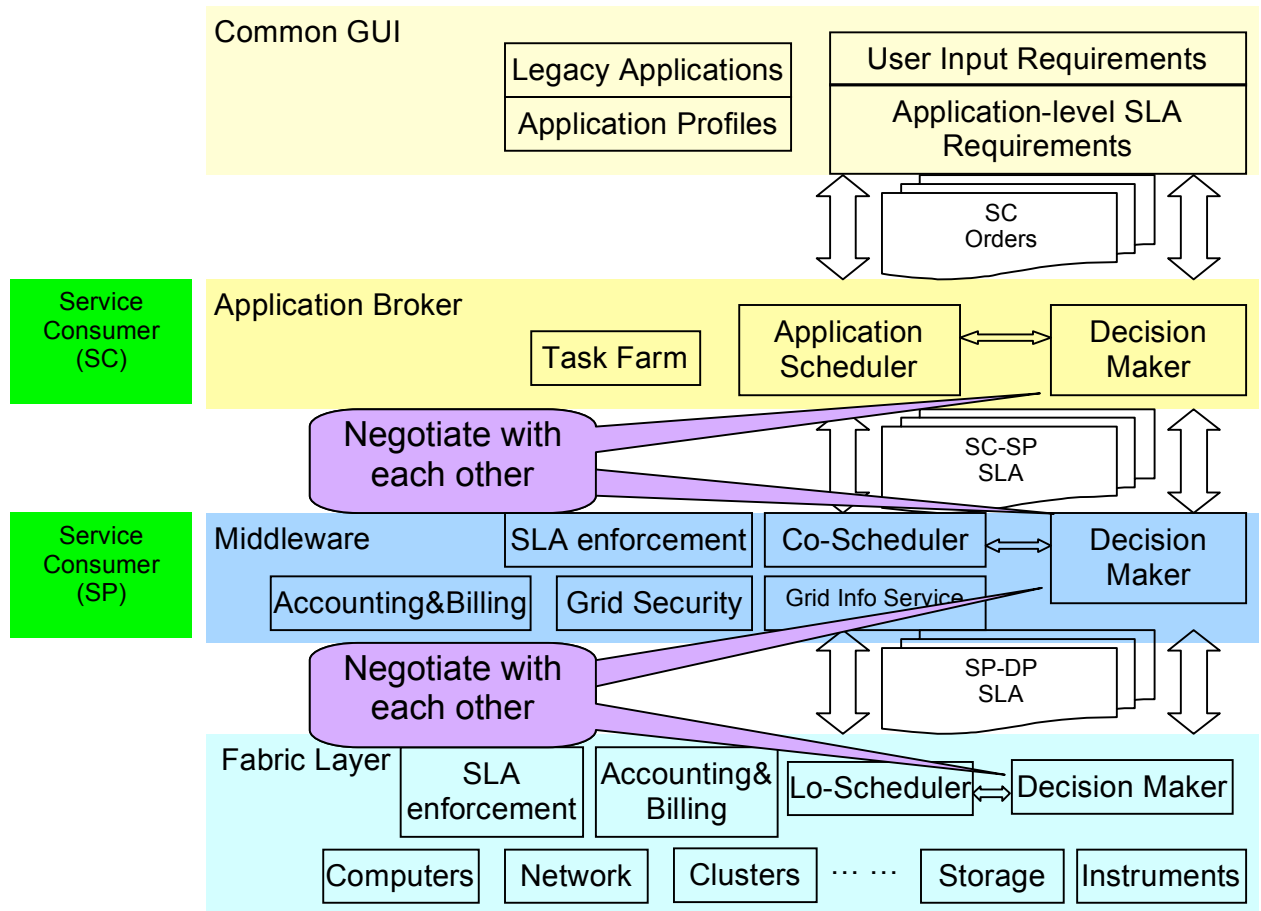 Common GUI
Legacy Applications
Application Profiles
User Input Requirements
Application-level SLA
Requirements
SC
Orders
Service
Consumer
(SC)
Application Broker
Task Farm
Application
Scheduler
Decision
Maker
Negotiate with
each other
SC-SP
SLA
Service
Consumer
(SP)
Middleware
SLA enforcement
Co-Scheduler
Decision
Maker
Accounting&Billing
Grid Security
Grid Info Service
Negotiate with
each other
SP-DP
SLA
Fabric Layer
SLA
enforcement
Accounting&
Billing
Lo-Scheduler
Decision Maker
Computers
Network
Clusters
... ...
Storage
Instruments